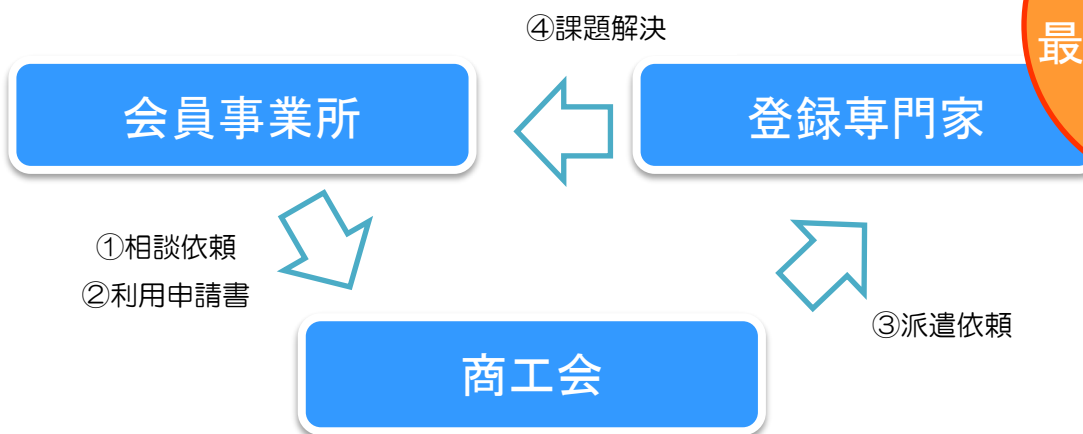 ④課題解決
最
会員事業所
登録専門家
①相談依頼
②利用申請書
③派遣依頼
商工会